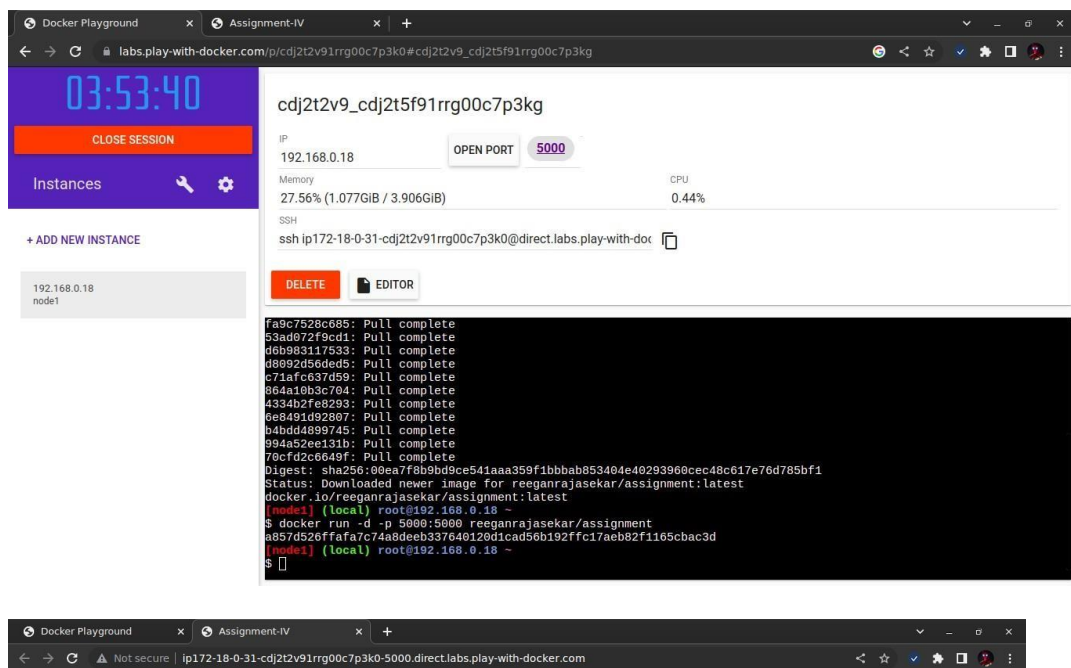 Docker Playground
Assignment-IV
labs.play-with-docker.com/p/cdj2t2v91rrg00c7p3k0#cdj2t2v9_cdj2t5f91rrg00c7p3kg
03:53:40
CLOSE SESSION
Instances
+ ADD NEW INSTANCE
192.168.0.18
node1
cdj2t2v9_cdj2t5f91rrg00c7p3kg
IP
192.168.0.18
OPEN PORT
5000
Memory
27.56% (1.077GiB / 3.906GiB)
CPU
0.44%
SSH
ssh ip172-18-0-31-cdj2t2v91rrg00c7p3k0@direct.labs.play-with-doc
DELETE
EDITOR
fa9c7528c685: Pull complete
53ad072f9cd1: Pull complete
d6b983117533: Pull complete
d8092d56ded5: Pull complete
c71afc637d59: Pull complete
864a10b3c704: Pull complete
4334b2fe8293: Pull complete
6e8491d92807: Pull complete
b4bdd4899745: Pull complete
994a52ee131b: Pull complete
70cfd2c6649f: Pull complete
Digest: sha256:00ea7f8b9bd9ce541aaa359f1bbbab853404e40293960cec48c617e76d785bf1
Status: Downloaded newer image for reeganrajasekar/assignment:latest
docker.io/reeganrajasekar/assignment:latest
[node1] (local) root@192.168.0.18 ~
$ docker run -d -p 5000:5000 reeganrajasekar/assignment
a857d526ffafa7c74a8deeb337640120d1cad56b192ffc17aeb82f1165cbac3d
[node1] (local) root@192.168.0.18 ~
$
Docker Playground
Assignment-IV
Not secure | ip172-18-0-31-cdj2t2v91rrg00c7p3k0-5000.direct.labs.play-with-docker.com